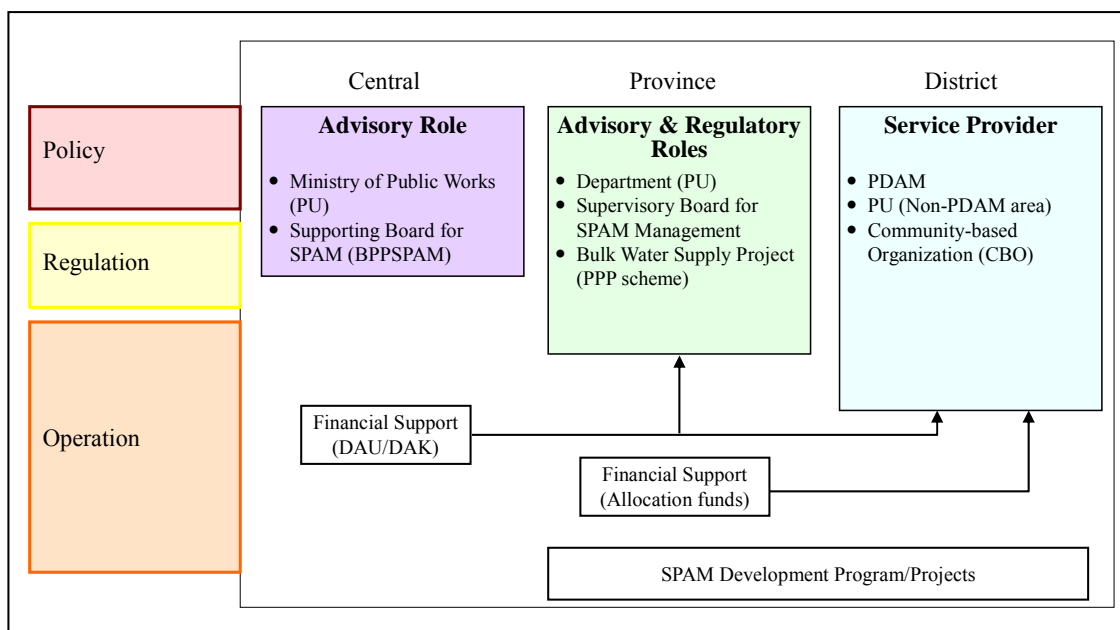 Central
Province
District
Policy
Regulation
Operation
Advisory Role
• Ministry of Public Works
(PU)
• Supporting Board for
SPAM (BPPSPAM)
Advisory & Regulatory
Roles
• Department (PU)
• Supervisory Board for
SPAM Management
• Bulk Water Supply Project
(PPP scheme)
Service Provider
• PDAM
• PU (Non-PDAM area)
• Community-based
Organization (CBO)
Financial Support
(DAU/DAK)
Financial Support
(Allocation funds)
SPAM Development Program/Projects